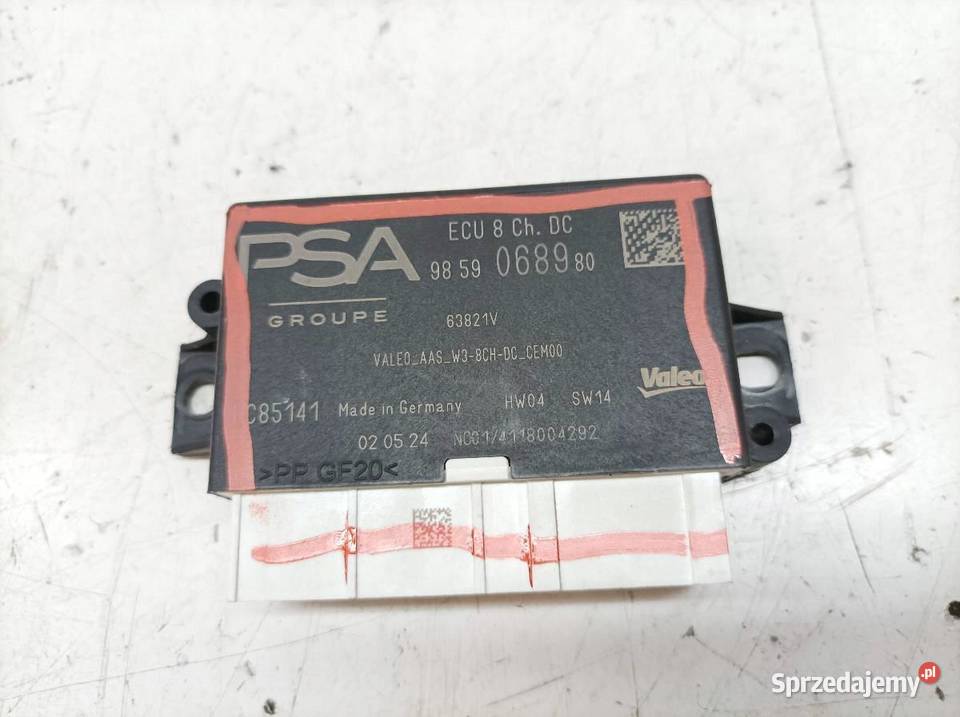 PSA
GROUPE
ECU 8 Ch. DC
98 59 0689 80
63821V
VALEO_AAS_W3-8CH-DC_CEM00
Valeo
C85141 Made in Germany HW04 SW14
02 05 24 NC01/4118004292
>PP GF20<
Sprzedajemy.pl